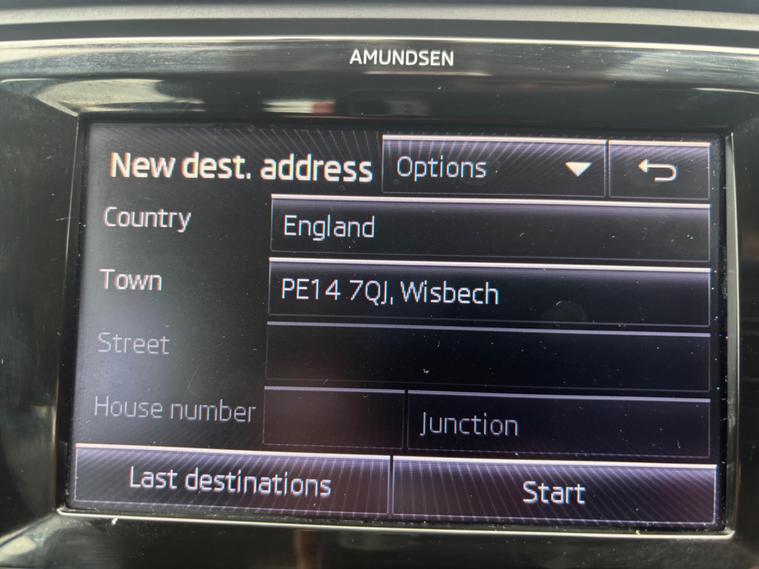 AMUNDSEN
New dest. address Options
Country England
Town PE14 7QJ, Wisbech
Street
House number Junction
Last destinations Start